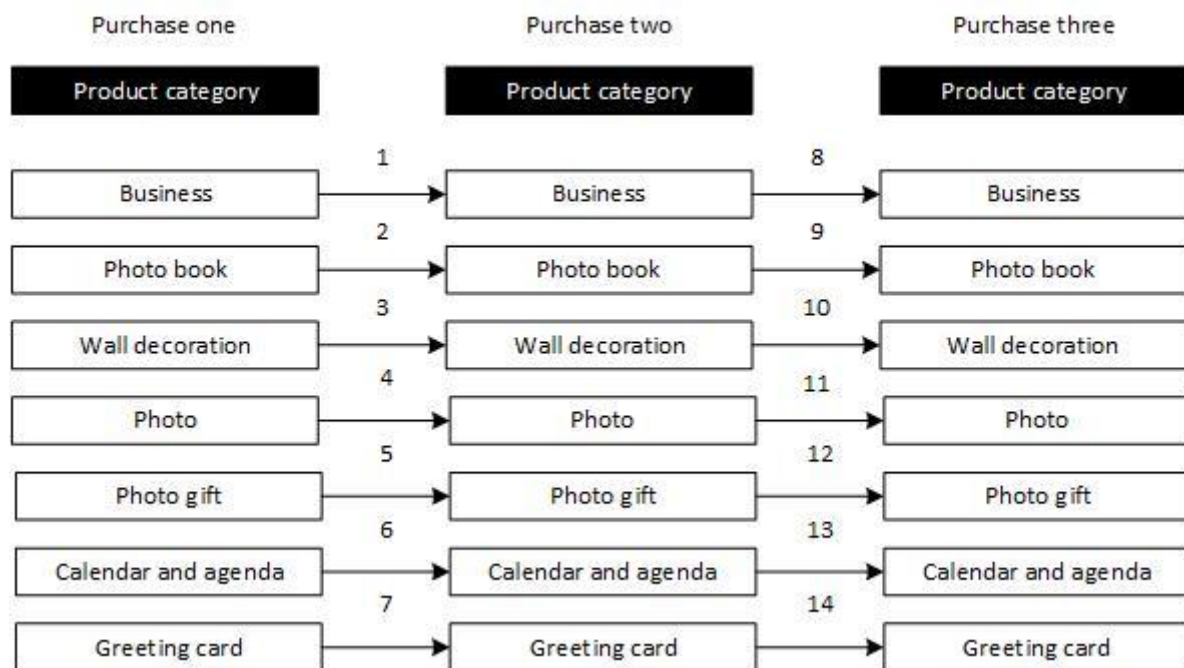 Purchase one Purchase two Purchase three
Product category Product category Product category
1 8
Business Business Business
2 9
Photo book Photo book Photo book
3 10
Wall decoration Wall decoration Wall decoration
4 11
Photo Photo Photo
5 12
Photo gift Photo gift Photo gift
6 13
Calendar and agenda Calendar and agenda Calendar and agenda
7 14
Greeting card Greeting card Greeting card